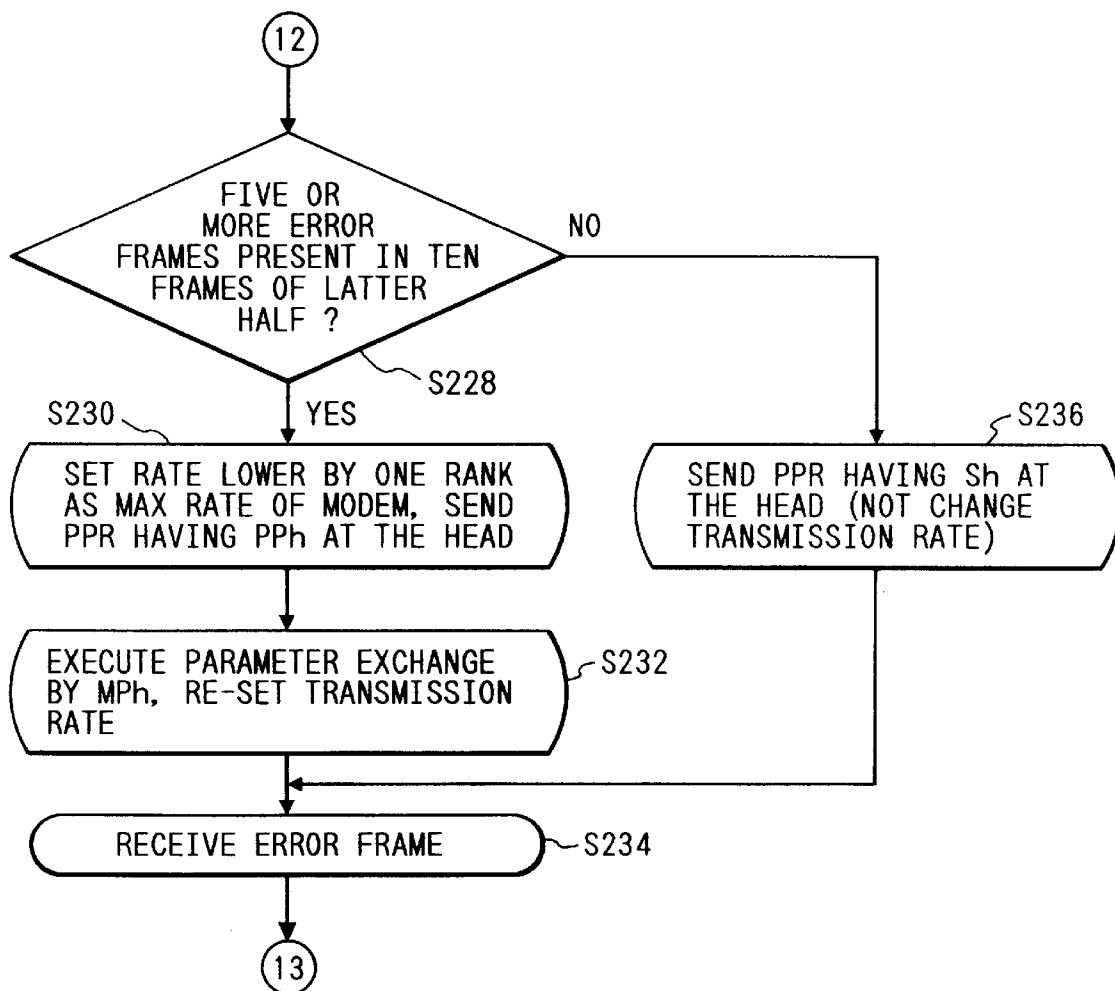 12
FIVE OR
MORE ERROR
FRAMES PRESENT IN TEN
FRAMES OF LATTER
HALF ?
NO
S228
YES
S230
SET RATE LOWER BY ONE RANK
AS MAX RATE OF MODEM, SEND
PPR HAVING PPh AT THE HEAD
S236
SEND PPR HAVING Sh AT
THE HEAD (NOT CHANGE
TRANSMISSION RATE)
EXECUTE PARAMETER EXCHANGE
BY MPh, RE-SET TRANSMISSION
RATE
S232
RECEIVE ERROR FRAME
S234
13